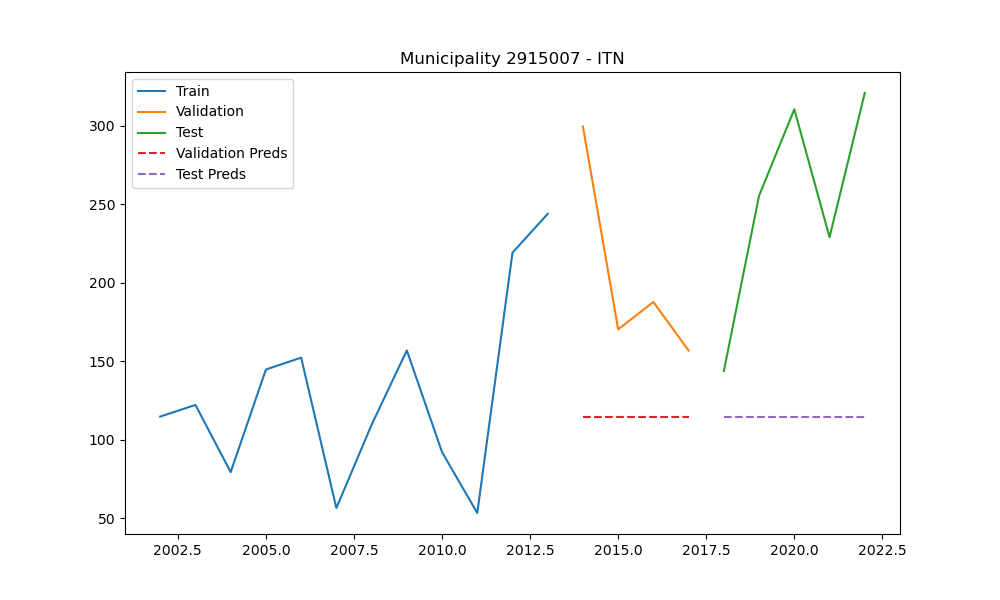 Municipality 2915007 - ITN
Train
Validation
Test
Validation Preds
Test Preds
300
250
200
150
100
50
2002.5 2005.0 2007.5 2010.0 2012.5 2015.0 2017.5 2020.0 2022.5